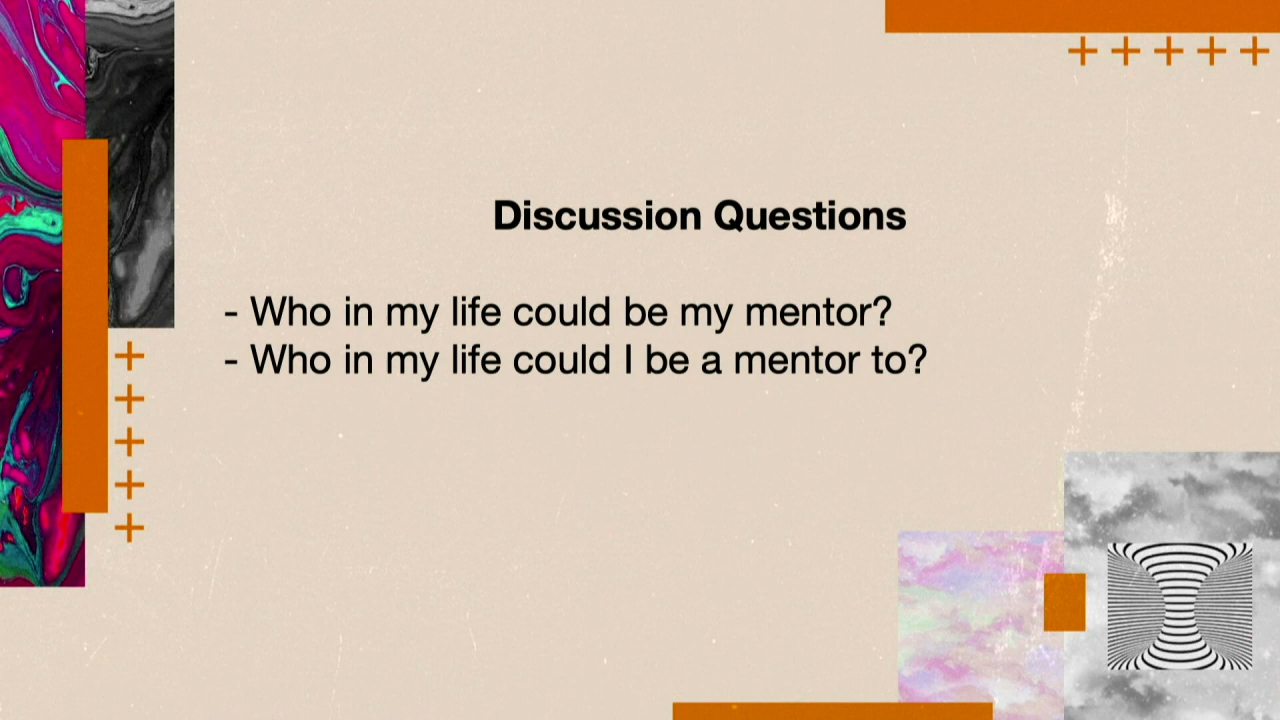 Discussion Questions
- Who in my life could be my mentor?
- Who in my life could I be a mentor to?